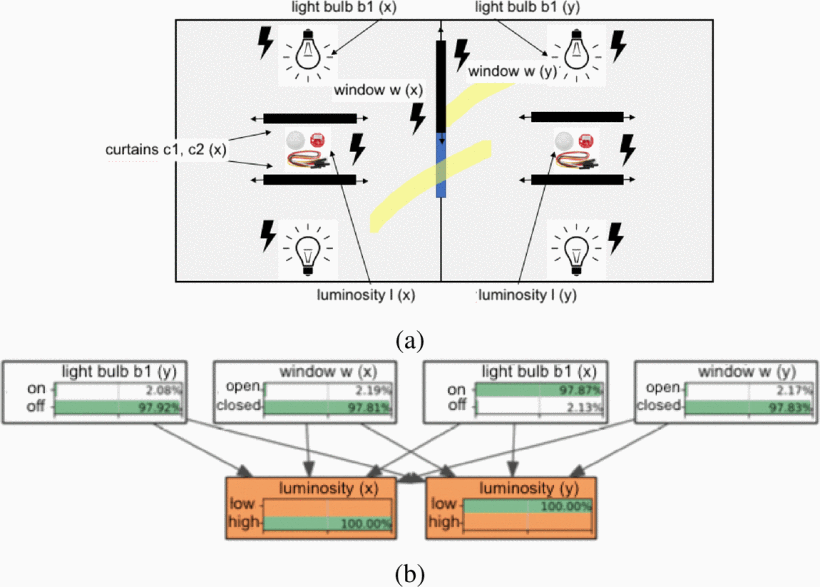 light bulb b1 (x)
light bulb b1 (y)
window w (y)
window w (x)
curtains c1, c2 (x)
luminosity l (x)
luminosity l (y)
(a)
light bulb b1 (y)
on 2.08%
off 97.92%
window w (x)
open 2.19%
closed 97.81%
light bulb b1 (x)
on 97.87%
off 2.13%
window w (y)
open 2.17%
closed 97.83%
luminosity (x)
low
high 100.00%
luminosity (y)
low 100.00%
high
(b)